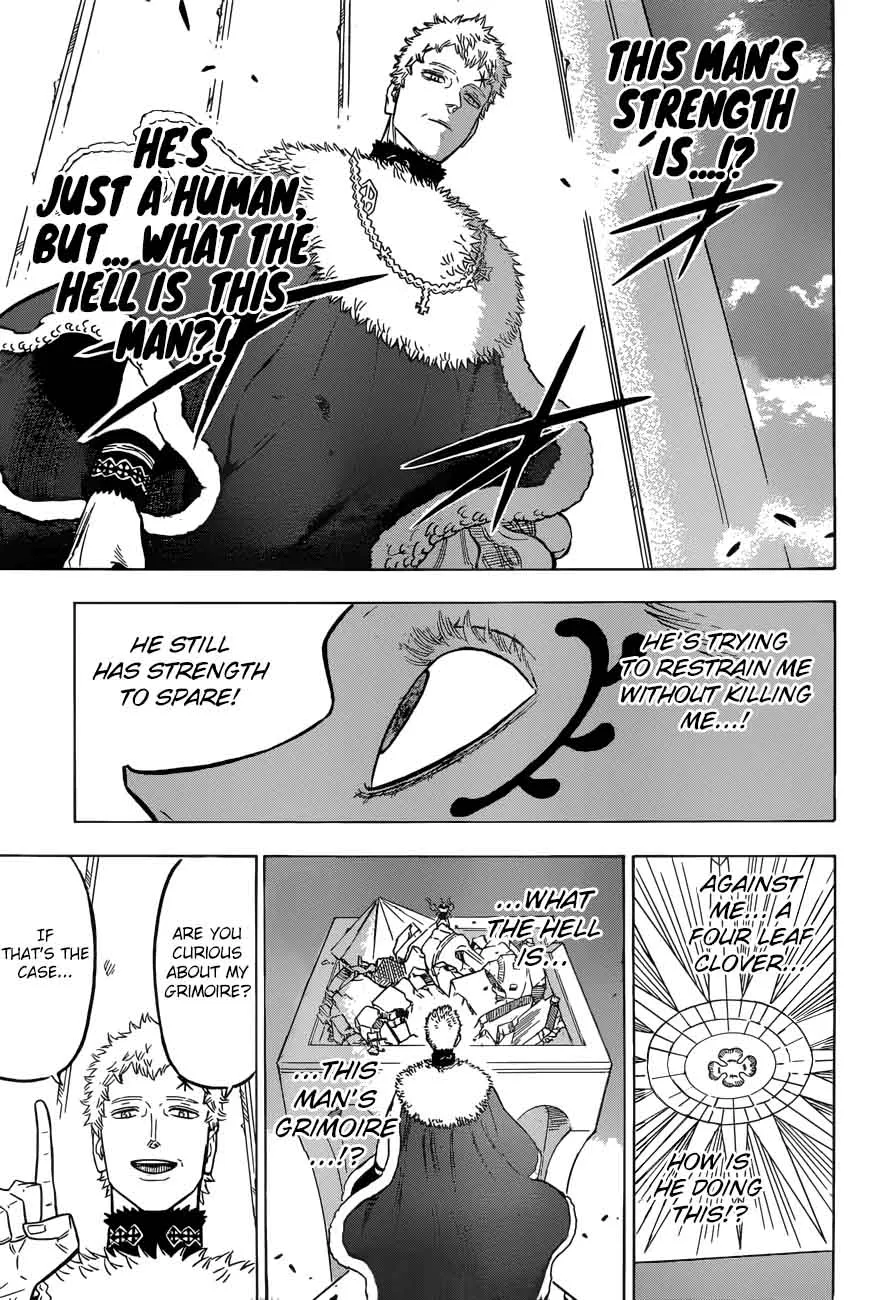 THIS MAN'S
STRENGTH
IS....!?
HE'S
JUST A HUMAN,
BUT... WHAT THE
HELL IS THIS
MAN?!
HE'S TRYING
TO RESTRAIN ME
WITHOUT KILLING
ME...!
HE STILL
HAS STRENGTH
TO SPARE!
AGAINST
ME... A
FOUR LEAF
CLOVER...
HOW IS
HE DOING
THIS!?
...WHAT
THE HELL
IS...
...THIS
MAN'S
GRIMOIRE
...!?
ARE YOU
CURIOUS
ABOUT MY
GRIMOIRE?
IF
THAT'S THE
CASE...